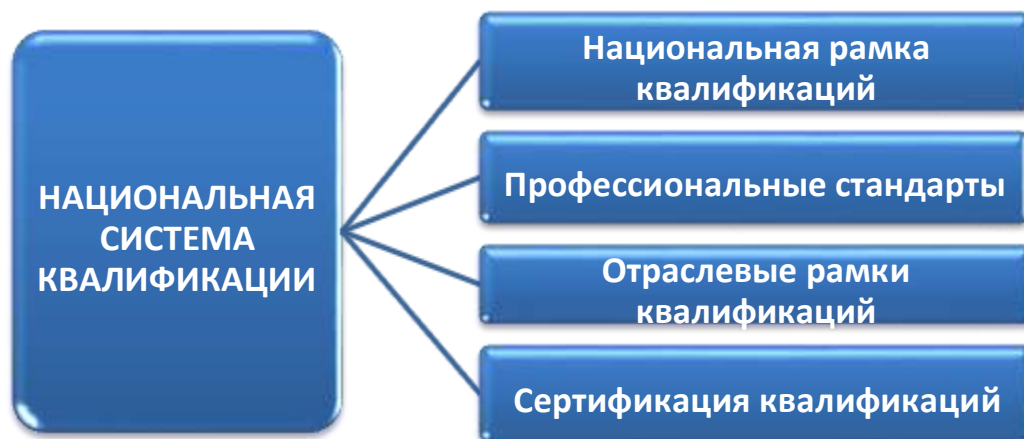 НАЦИОНАЛЬНАЯ
СИСТЕМА
КВАЛИФИКАЦИИ
Национальная рамка
квалификаций
Профессиональные стандарты
Отраслевые рамки
квалификаций
Сертификация квалификаций